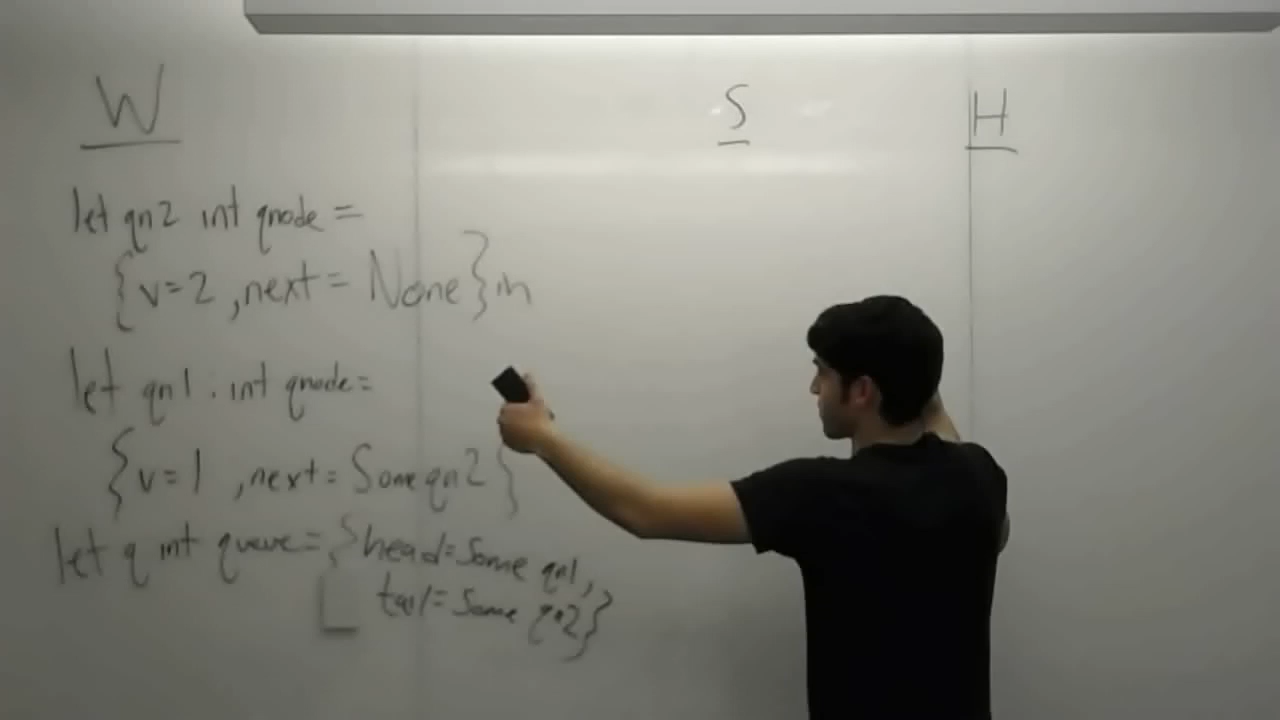 W
S
H
let qn2 int qnode =
{v=2 ,next= None}in
let qn1 : int qnode=
{v=1 ,next= Some qn2}
let q int queue= {head=Some qn1,
tail= Some qn2}